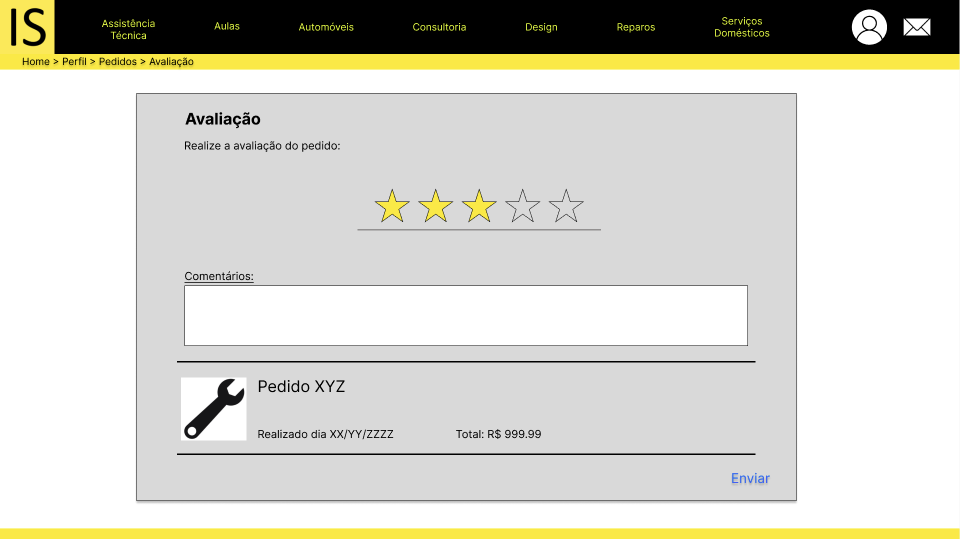 IS
Assistência
Técnica
Aulas
Automóveis
Consultoria
Design
Reparos
Serviços
Domésticos
Home > Perfil > Pedidos > Avaliação
Avaliação
Realize a avaliação do pedido:
Comentários:
Pedido XYZ
Realizado dia XX/YY/ZZZZ
Total: R$ 999.99
Enviar